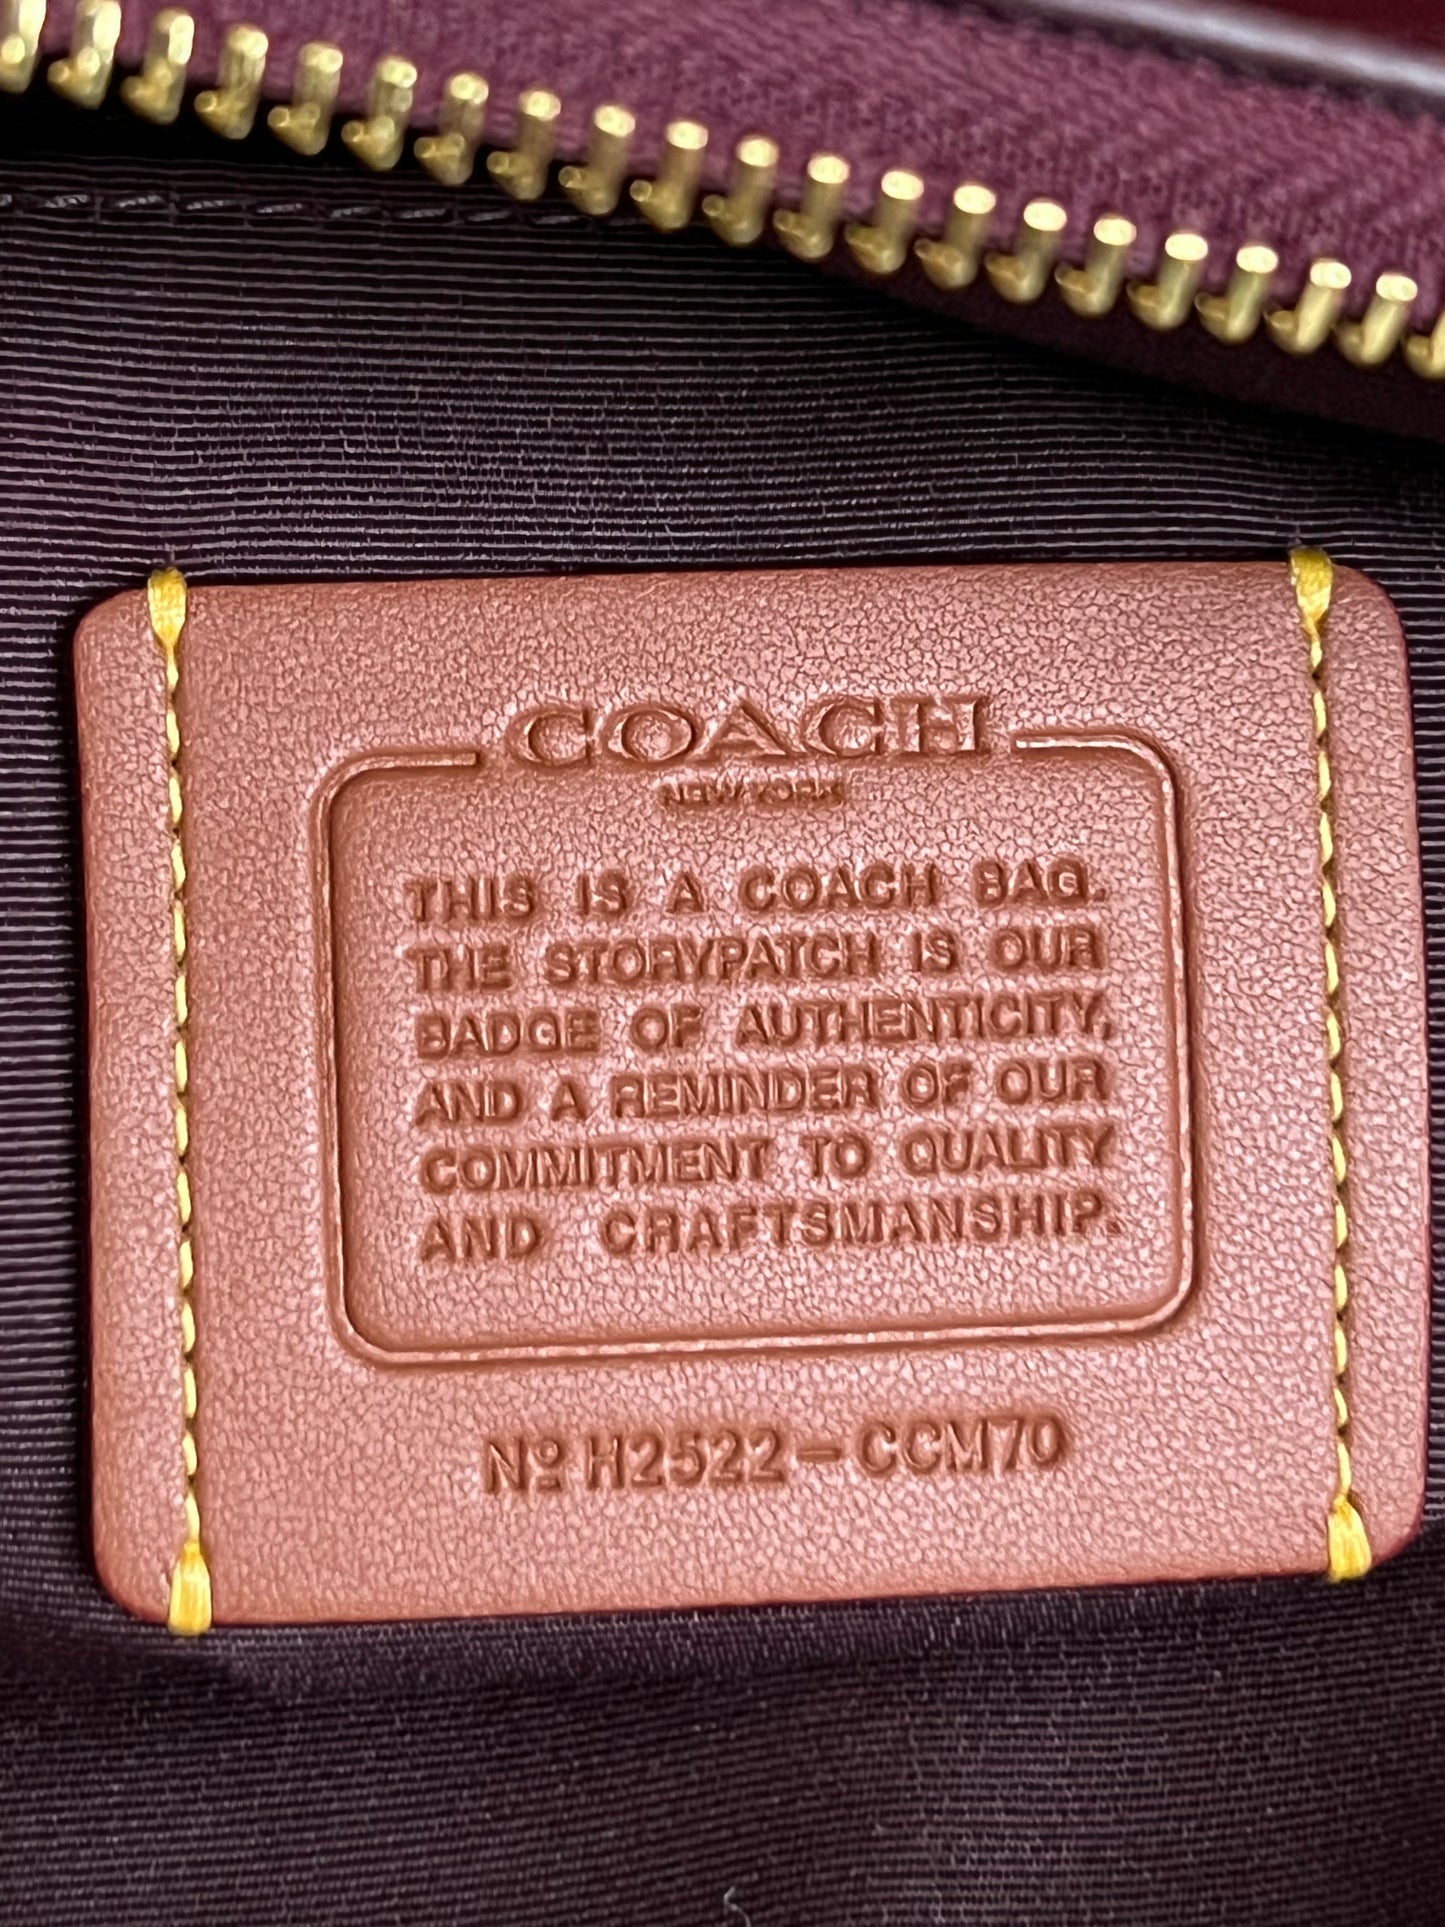 COACH
NEW YORK
THIS IS A COACH BAG.
THE STORYPATCH IS OUR
BADGE OF AUTHENTICITY,
AND A REMINDER OF OUR
COMMITMENT TO QUALITY
AND CRAFTSMANSHIP.
Nº H2522-CCM70